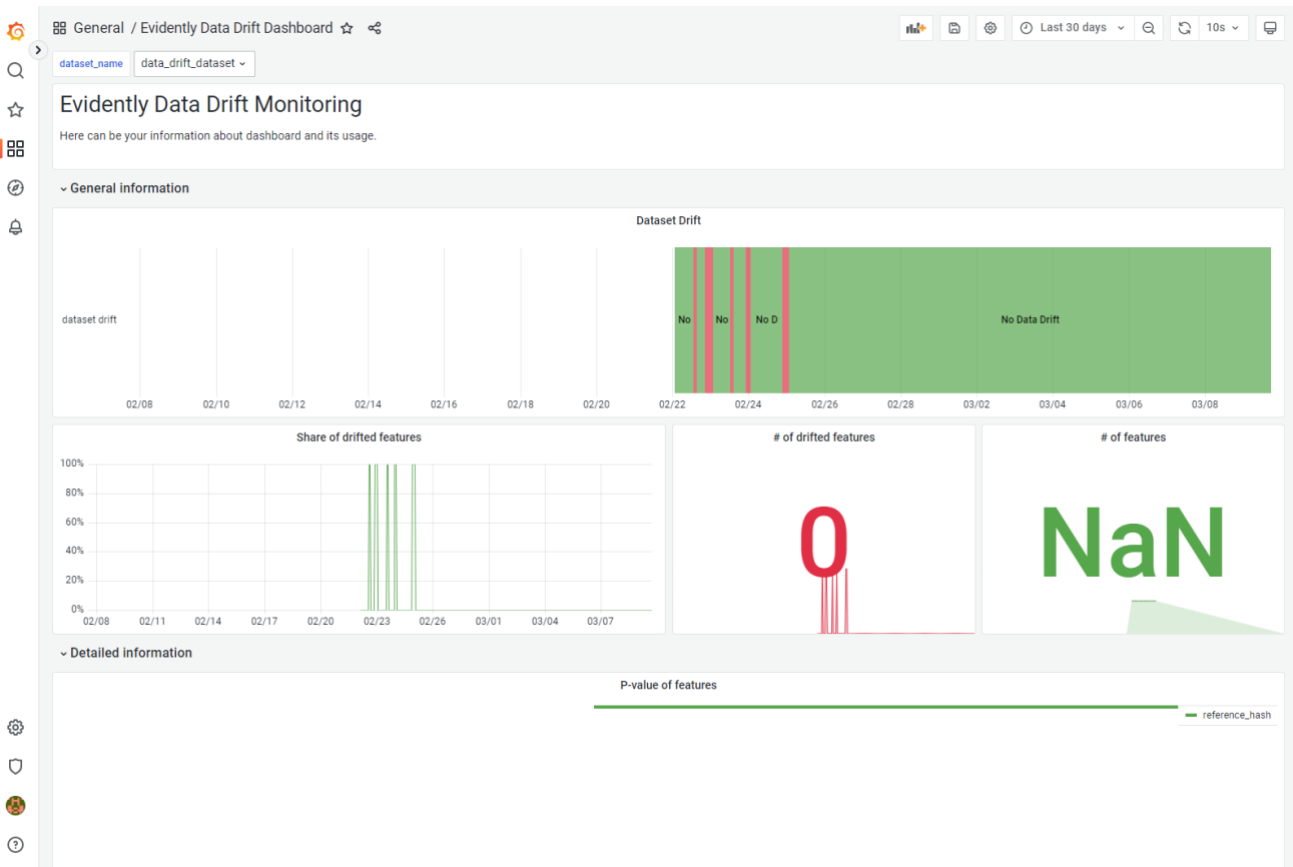 General / Evidently Data Drift Dashboard
Last 30 days
10s
dataset_name data_drift_dataset
Evidently Data Drift Monitoring
Here can be your information about dashboard and its usage.
General information
Dataset Drift
dataset drift
No No No D No Data Drift
02/08 02/10 02/12 02/14 02/16 02/18 02/20 02/22 02/24 02/26 02/28 03/02 03/04 03/06 03/08
Share of drifted features
100%
80%
60%
40%
20%
0%
02/08 02/11 02/14 02/17 02/20 02/23 02/26 03/01 03/04 03/07
# of drifted features
0
# of features
NaN
Detailed information
P-value of features
reference_hash